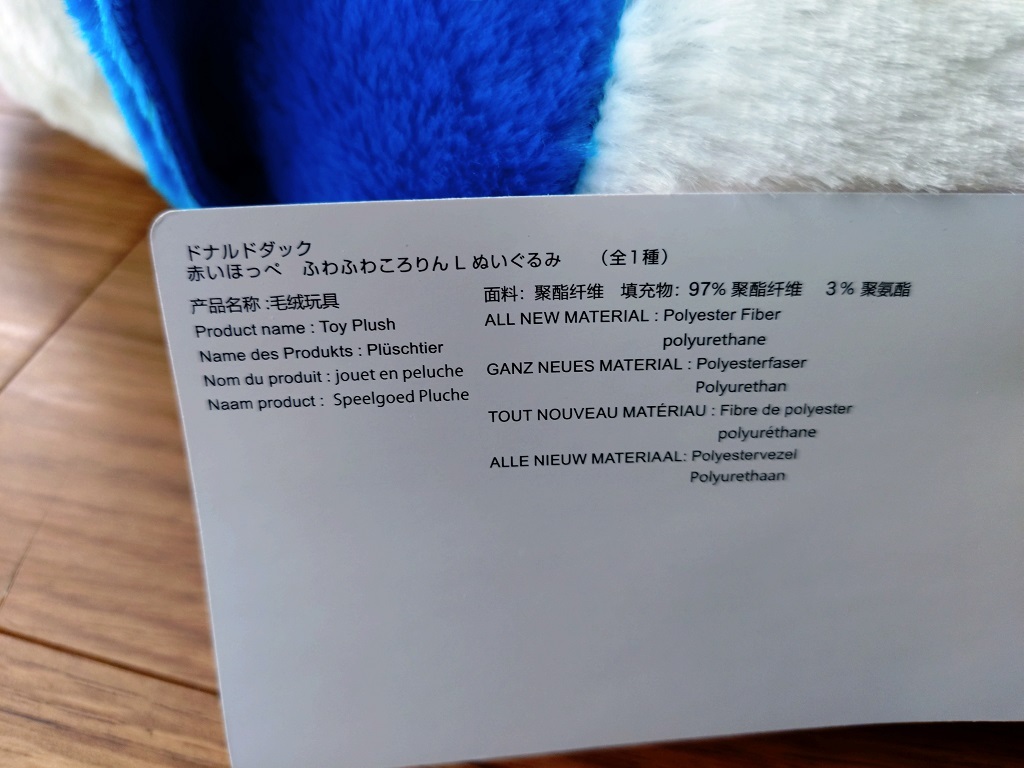 ドナルドダック
赤いほっぺ ふわふわころりん L ぬいぐるみ (全1種)
产品名称 :毛绒玩具
Product name : Toy Plush
Name des Produkts : Plüschtier
Nom du produit : jouet en peluche
Naam product : Speelgoed Pluche
面料: 聚酯纤维 填充物: 97% 聚酯纤维 3% 聚氨酯
ALL NEW MATERIAL : Polyester Fiber
polyurethane
GANZ NEUES MATERIAL : Polyesterfaser
Polyurethan
TOUT NOUVEAU MATÉRIAU : Fibre de polyester
polyuréthane
ALLE NIEUW MATERIAAL: Polyestervezel
Polyurethaan